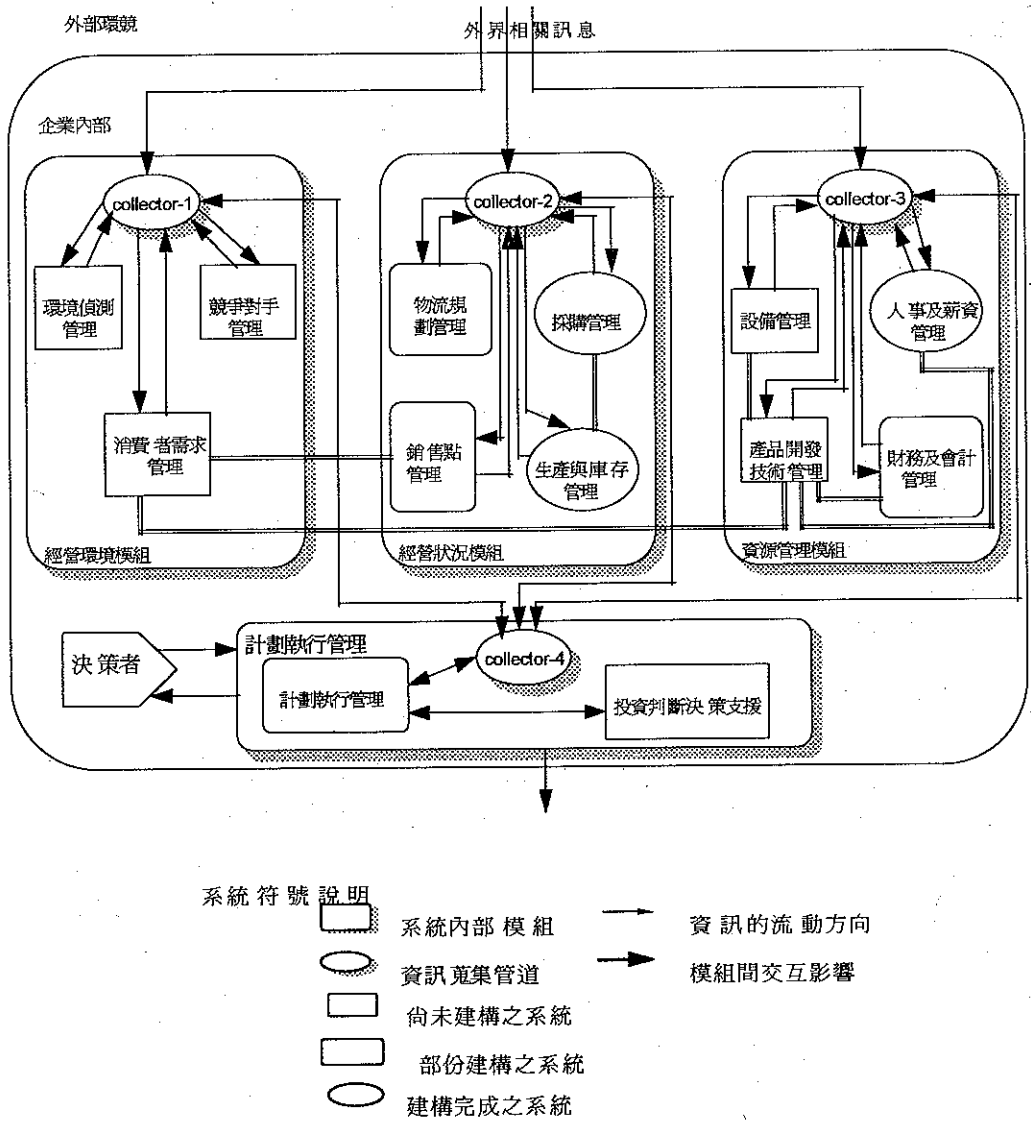 外部環競
外界相關訊息
企業內部
collector-1
collector-2
collector-3
環境偵測
管理
競爭對手
管理
物流規
劃管理
採購管理
設備管理
人事及薪資
管理
消費者需求
管理
銷售點
管理
生產與庫存
管理
產品開發
技術管理
財務及會計
管理
經營環境模組
經營狀況模組
資源管理模組
決策者
計劃執行管理
collector-4
計劃執行管理
投資判斷決策支援
系統符號說明
系統內部模組
資訊的流動方向
資訊蒐集管道
模組間交互影響
尚未建構之系統
部份建構之系統
建構完成之系統